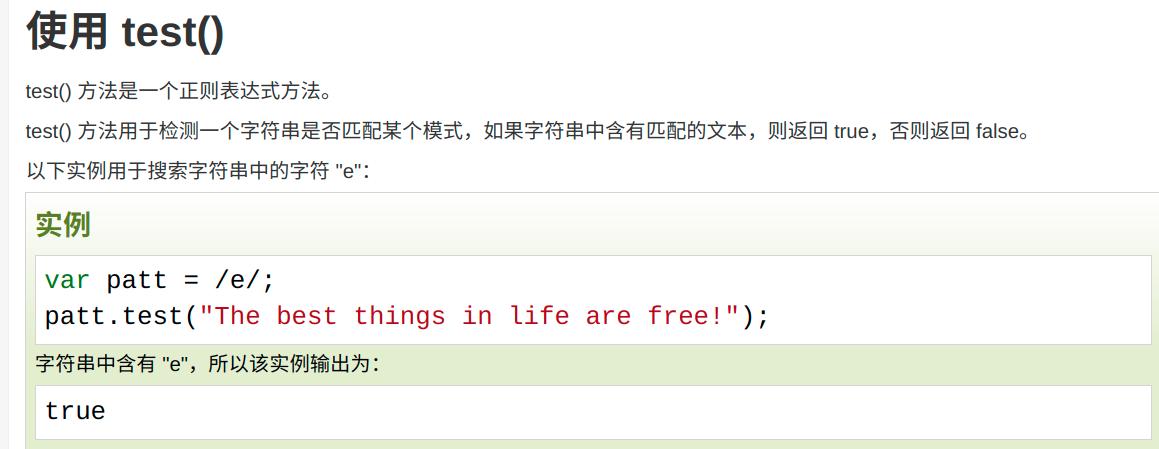 使用 test()
test() 方法是一个正则表达式方法。
test() 方法用于检测一个字符串是否匹配某个模式，如果字符串中含有匹配的文本，则返回 true，否则返回 false。
以下实例用于搜索字符串中的字符 "e"：
实例
var patt = /e/;
patt.test("The best things in life are free!");
字符串中含有 "e"，所以该实例输出为：
true